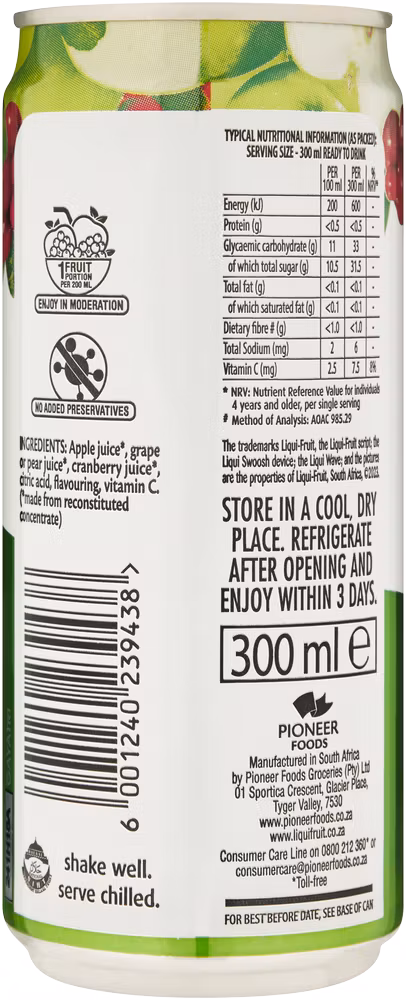 1 FRUIT
PORTION
PER 200 ML
ENJOY IN MODERATION
NO ADDED PRESERVATIVES
INGREDIENTS: Apple juice*, grape
or pear juice*, cranberry juice*,
citric acid, flavouring, vitamin C.
(*made from reconstituted
concentrate)
6 001240 239438 >
shake well.
serve chilled.
TYPICAL NUTRITIONAL INFORMATION (AS PACKED):
SERVING SIZE - 300 ml READY TO DRINK
PER 100 ml PER 300 ml % NRV*
Energy (kJ) 200 600 -
Protein (g) <0.5 <0.5 -
Glycaemic carbohydrate (g) 11 33 -
of which total sugar (g) 10.5 31.5 -
Total fat (g) <0.1 <0.1 -
of which saturated fat (g) <0.1 <0.1 -
Dietary fibre # (g) <1.0 <1.0 -
Total Sodium (mg) 2 6 -
Vitamin C (mg) 2.5 7.5 8%
* NRV: Nutrient Reference Value for individuals
4 years and older, per single serving
# Method of Analysis: AOAC 985.29
The trademarks Liqui-Fruit, the Liqui-Fruit script; the
Liqui Swoosh device; the Liqui Wave; and the pictures
are the properties of Liqui-Fruit, South Africa, ©2023.
STORE IN A COOL, DRY
PLACE. REFRIGERATE
AFTER OPENING AND
ENJOY WITHIN 3 DAYS.
300 ml e
PIONEER
FOODS
Manufactured in South Africa
by Pioneer Foods Groceries (Pty) Ltd
01 Sportica Crescent, Glacier Place,
Tyger Valley, 7530
www.pioneerfoods.co.za
www.liquifruit.co.za
Consumer Care Line on 0800 212 360* or
consumercare@pioneerfoods.co.za
*Toll-free
FOR BEST BEFORE DATE, SEE BASE OF CAN